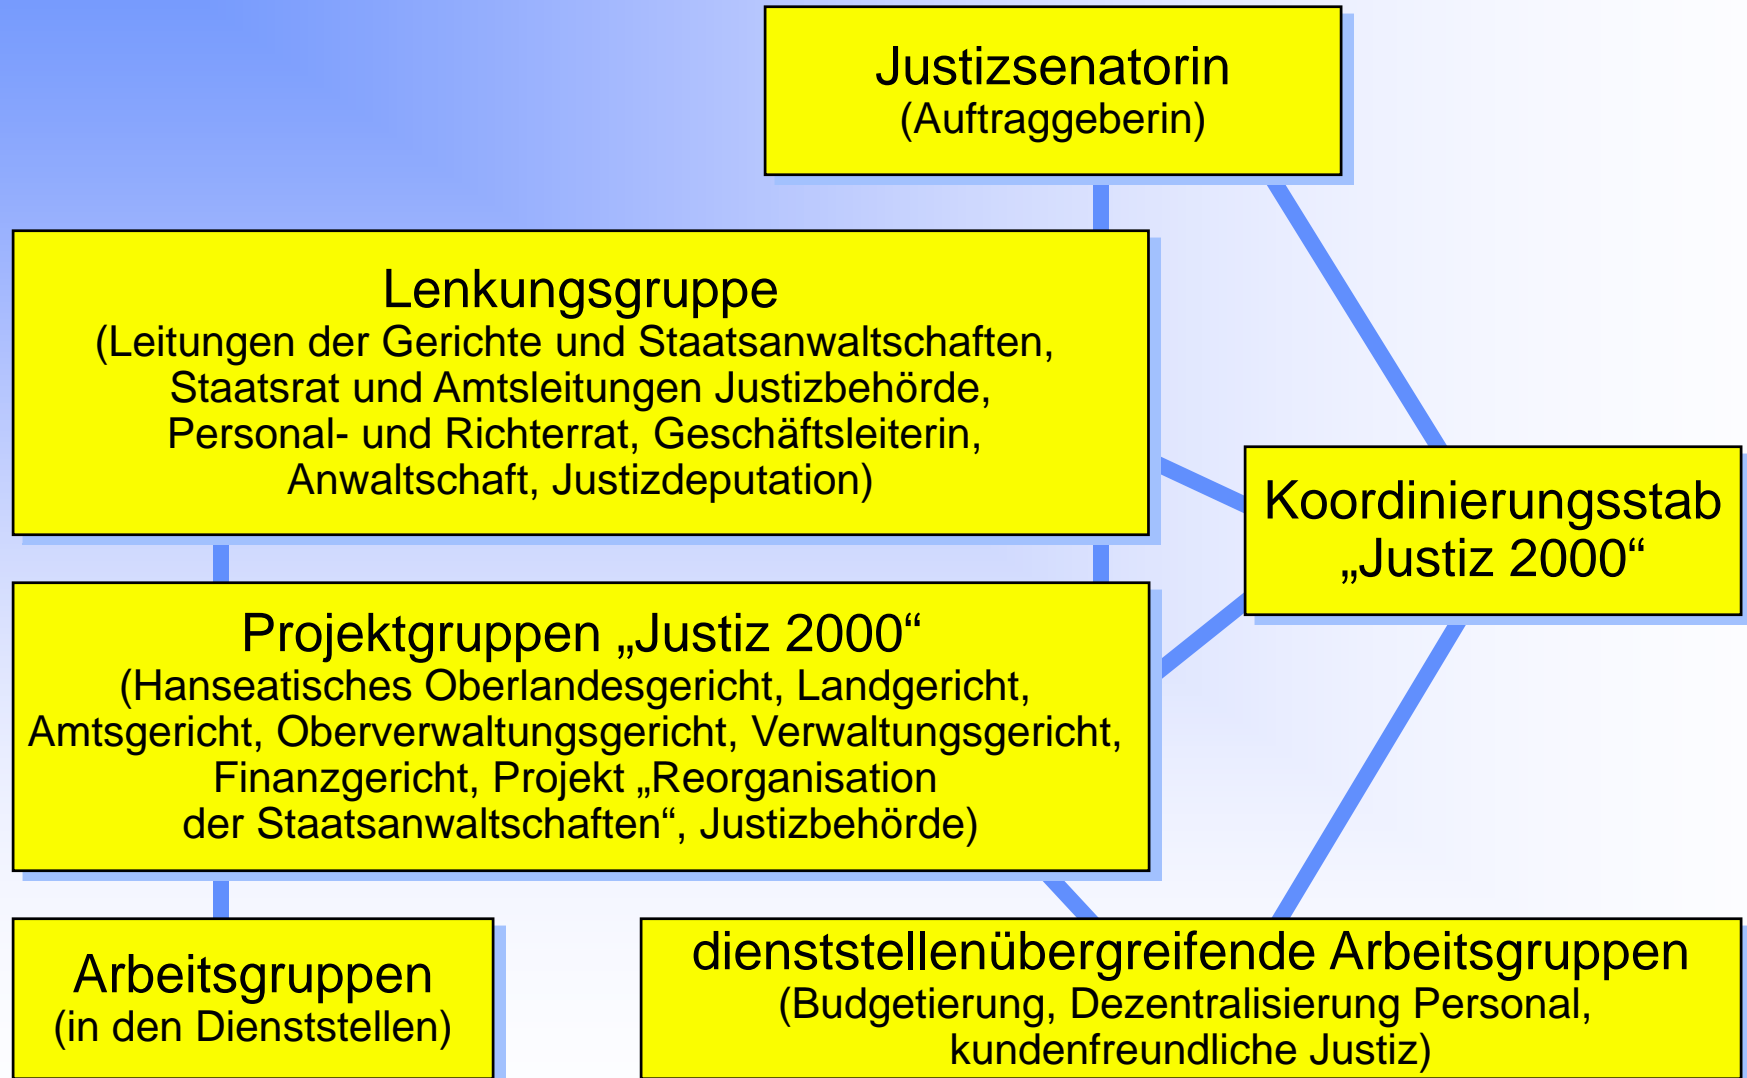 Justizsenatorin
(Auftraggeberin)
Lenkungsgruppe
(Leitungen der Gerichte und Staatsanwaltschaften,
Staatsrat und Amtsleitungen Justizbehörde,
Personal- und Richterrat, Geschäftsleiterin,
Anwaltschaft, Justizdeputation)
Koordinierungsstab
„Justiz 2000“
Projektgruppen „Justiz 2000“
(Hanseatisches Oberlandesgericht, Landgericht,
Amtsgericht, Oberverwaltungsgericht, Verwaltungsgericht,
Finanzgericht, Projekt „Reorganisation
der Staatsanwaltschaften“, Justizbehörde)
Arbeitsgruppen
(in den Dienststellen)
dienststellenübergreifende Arbeitsgruppen
(Budgetierung, Dezentralisierung Personal,
kundenfreundliche Justiz)